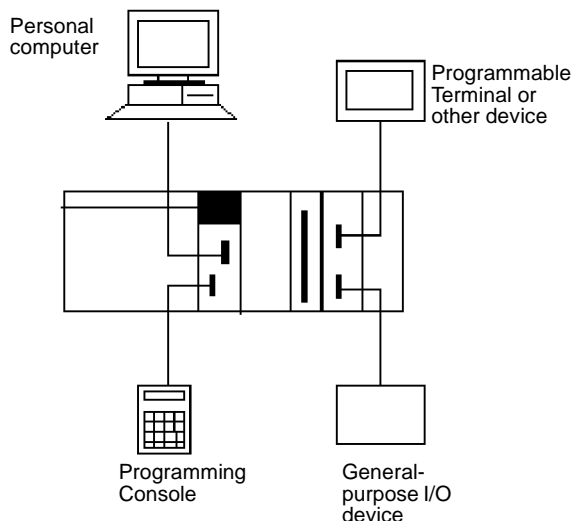 Personal
computer
Programmable
Terminal or
other device
Programming
Console
General-
purpose I/O
device